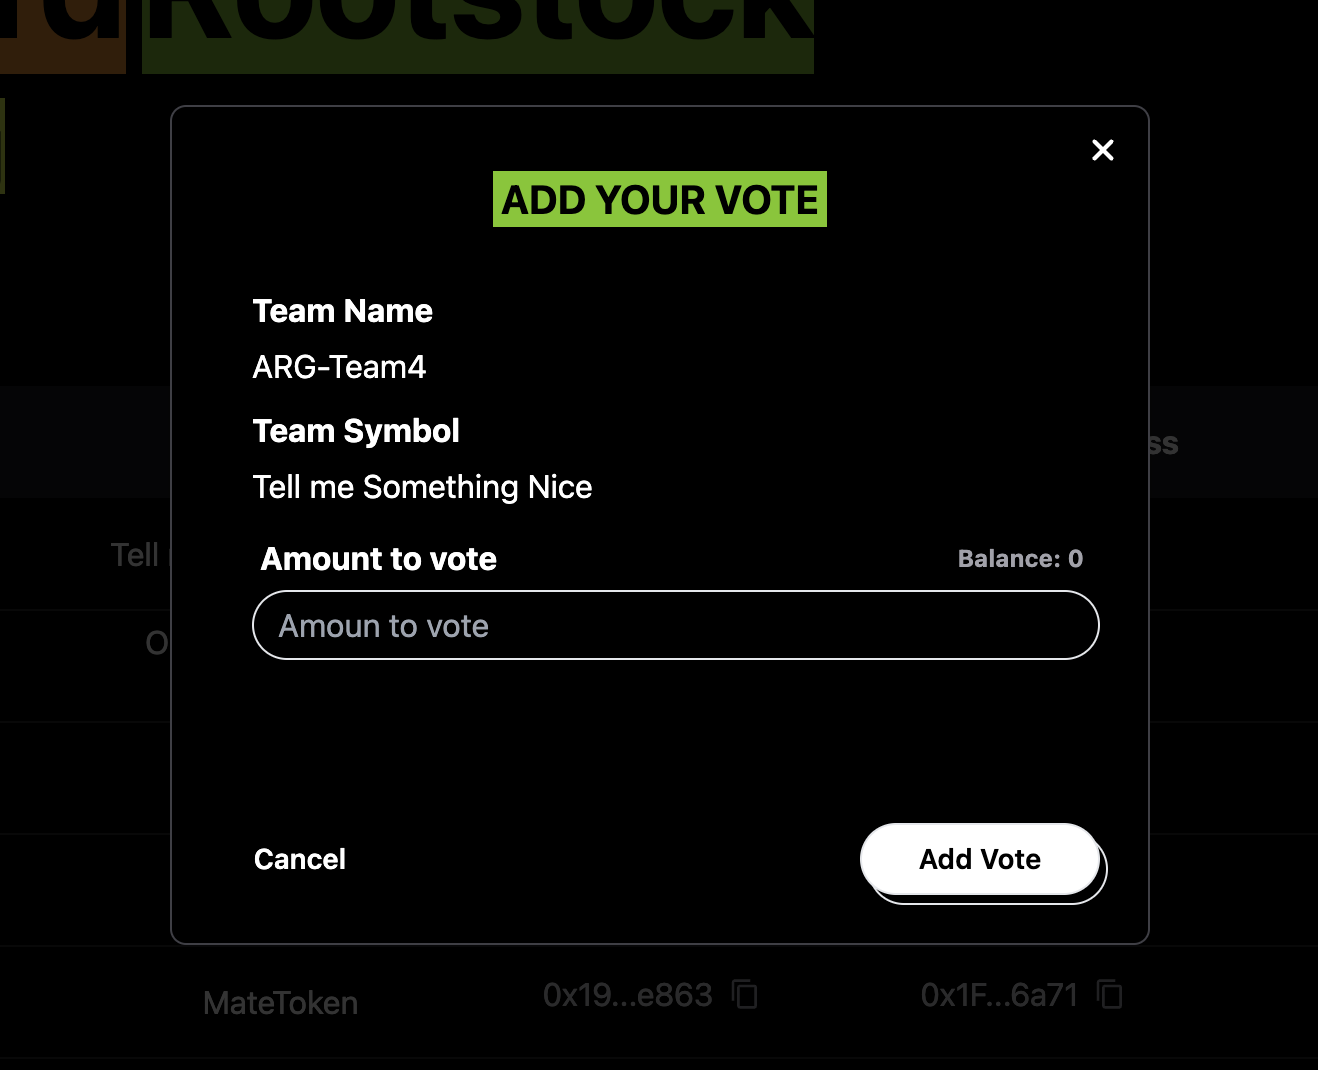 Rootstock
ADD YOUR VOTE
Team Name
ARG-Team4
Team Symbol
Tell me Something Nice
Amount to vote
Balance: 0
Amoun to vote
Cancel
Add Vote
Tell
MateToken
0x19...e863
0x1F...6a71